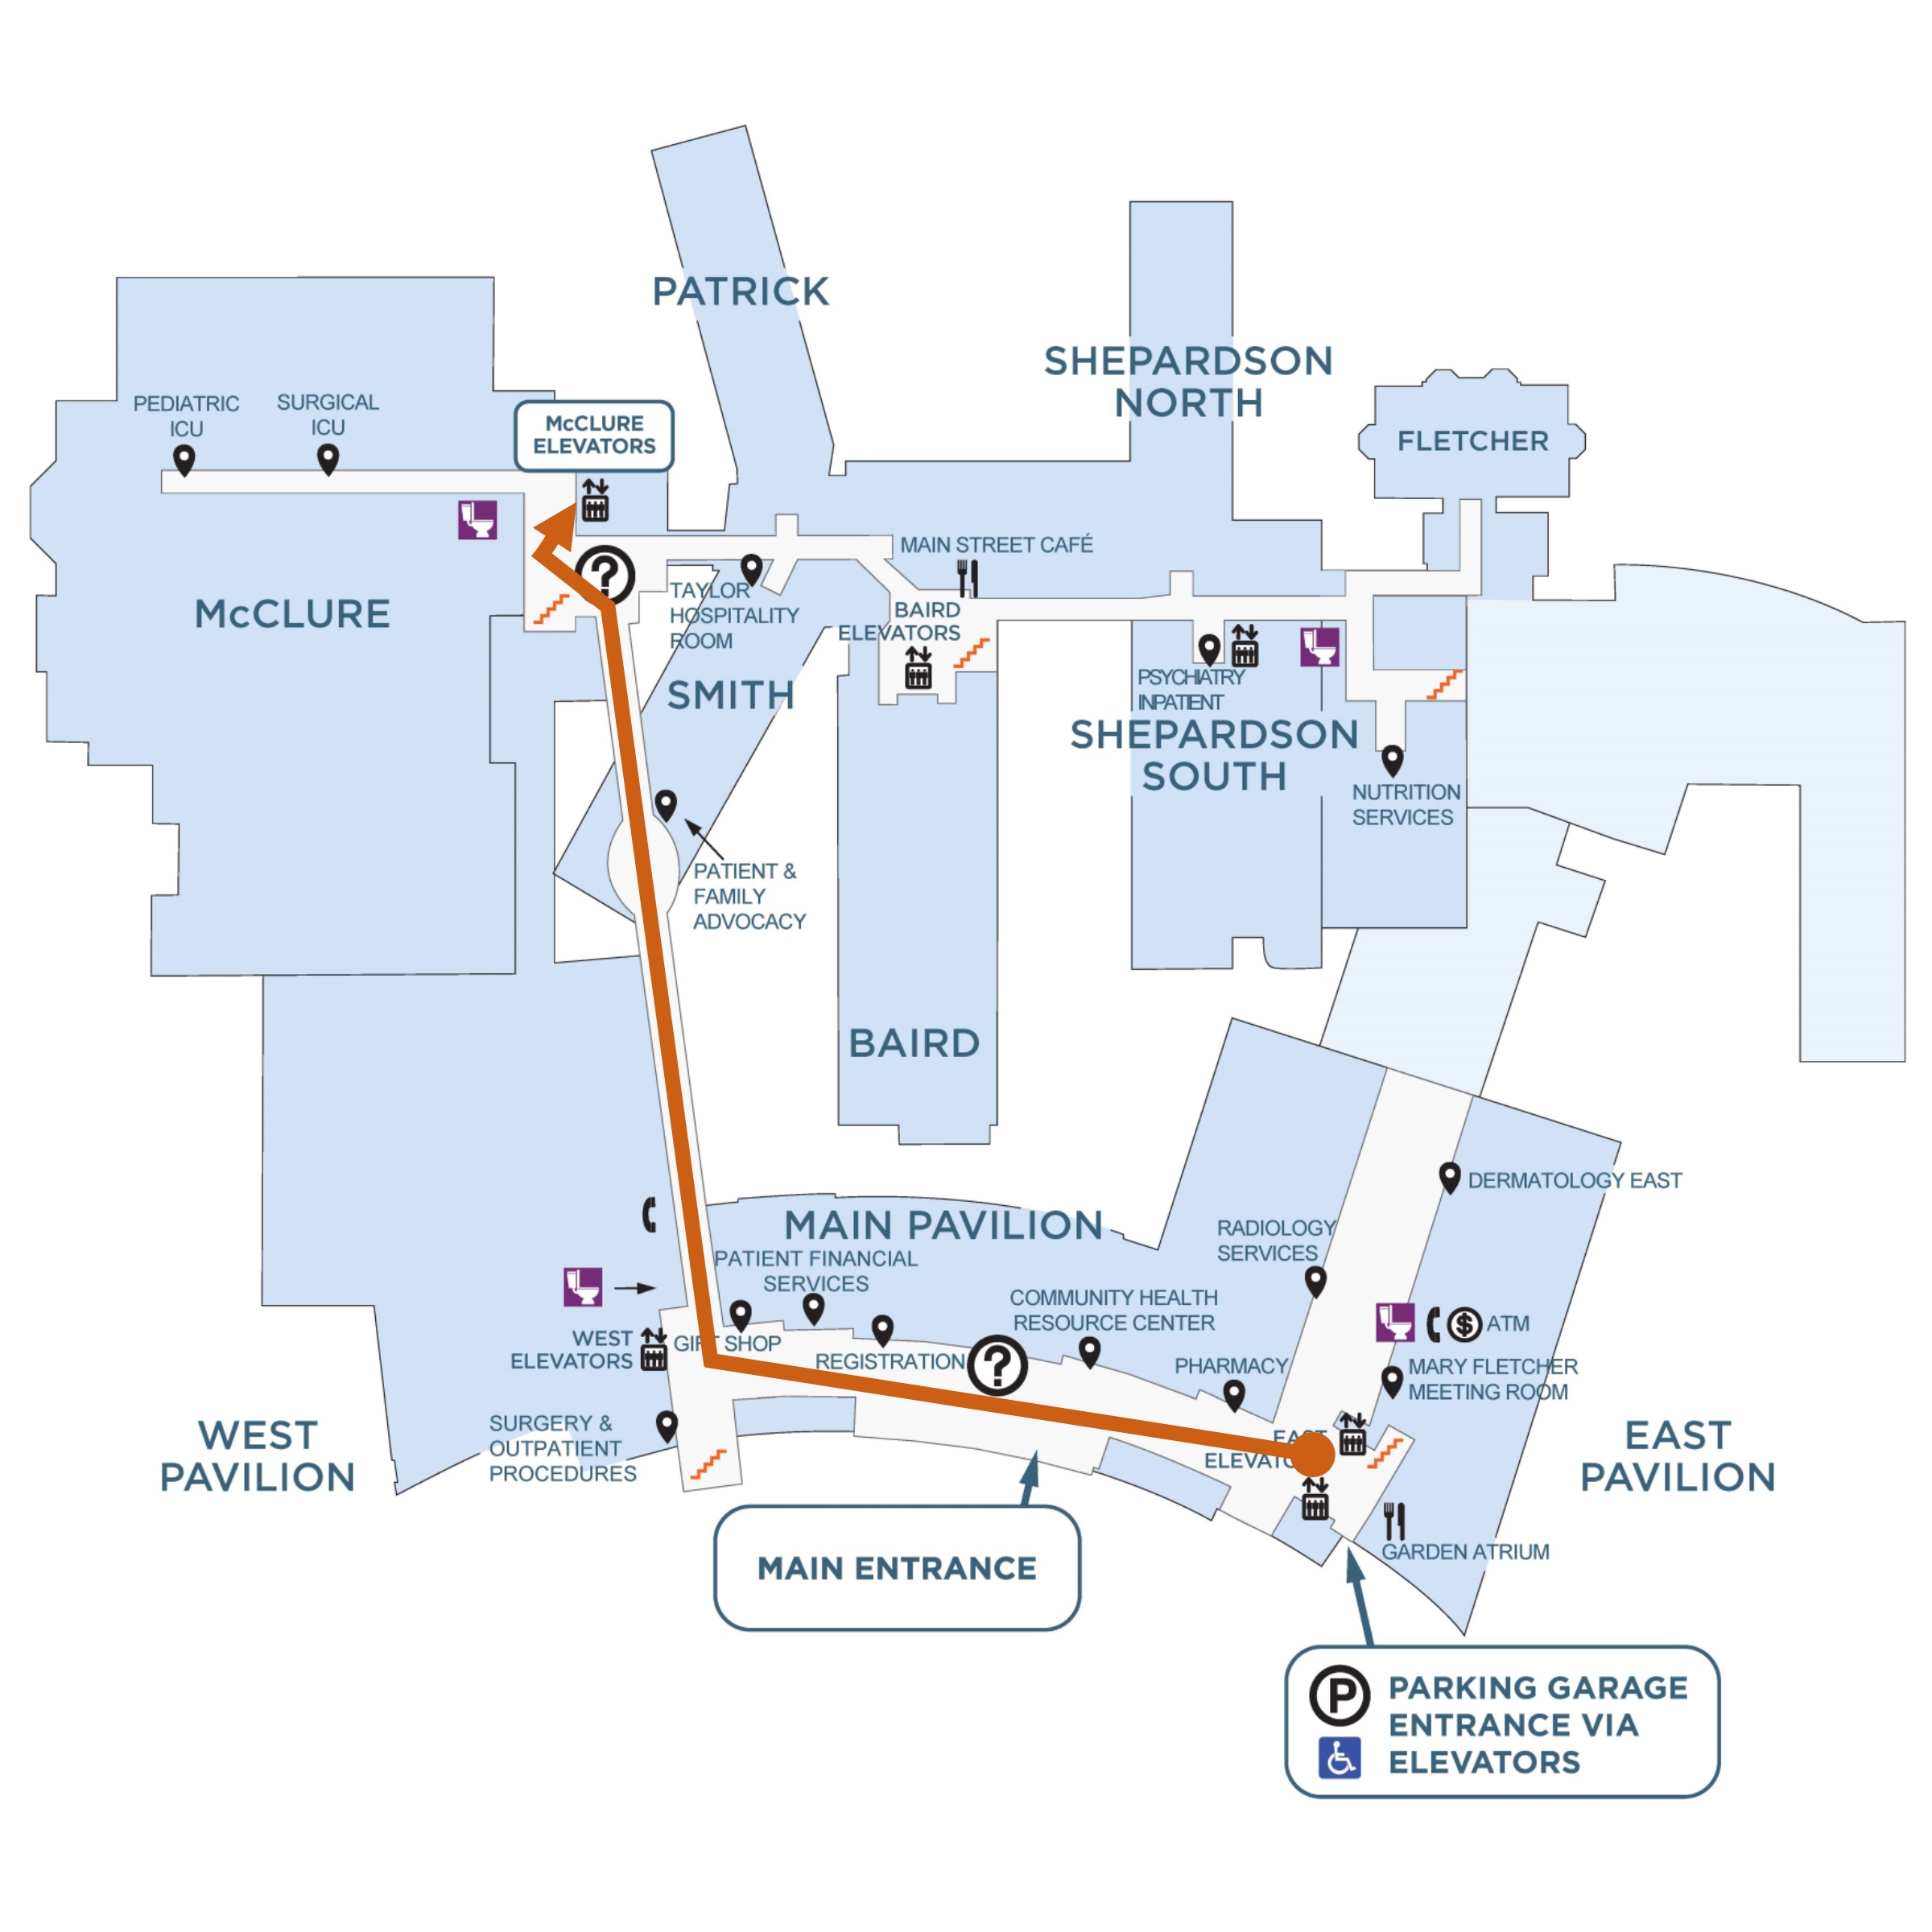 PATRICK
SHEPARDSON
NORTH
FLETCHER
PEDIATRIC
ICU
SURGICAL
ICU
McCLURE
ELEVATORS
?
McCLURE
TAYLOR
HOSPITALITY
ROOM
MAIN STREET CAFÉ
BAIRD
ELEVATORS
SMITH
PSYCHIATRY
INPATIENT
SHEPARDSON
SOUTH
NUTRITION
SERVICES
PATIENT &
FAMILY
ADVOCACY
BAIRD
MAIN PAVILION
PATIENT FINANCIAL
SERVICES
DERMATOLOGY EAST
RADIOLOGY
SERVICES
COMMUNITY HEALTH
RESOURCE CENTER
$ ATM
WEST
ELEVATORS
GIFT SHOP
REGISTRATION
?
PHARMACY
MARY FLETCHER
MEETING ROOM
SURGERY &
OUTPATIENT
PROCEDURES
EAST
ELEVATO
WEST
PAVILION
EAST
PAVILION
GARDEN ATRIUM
MAIN ENTRANCE
P
PARKING GARAGE
ENTRANCE VIA
ELEVATORS